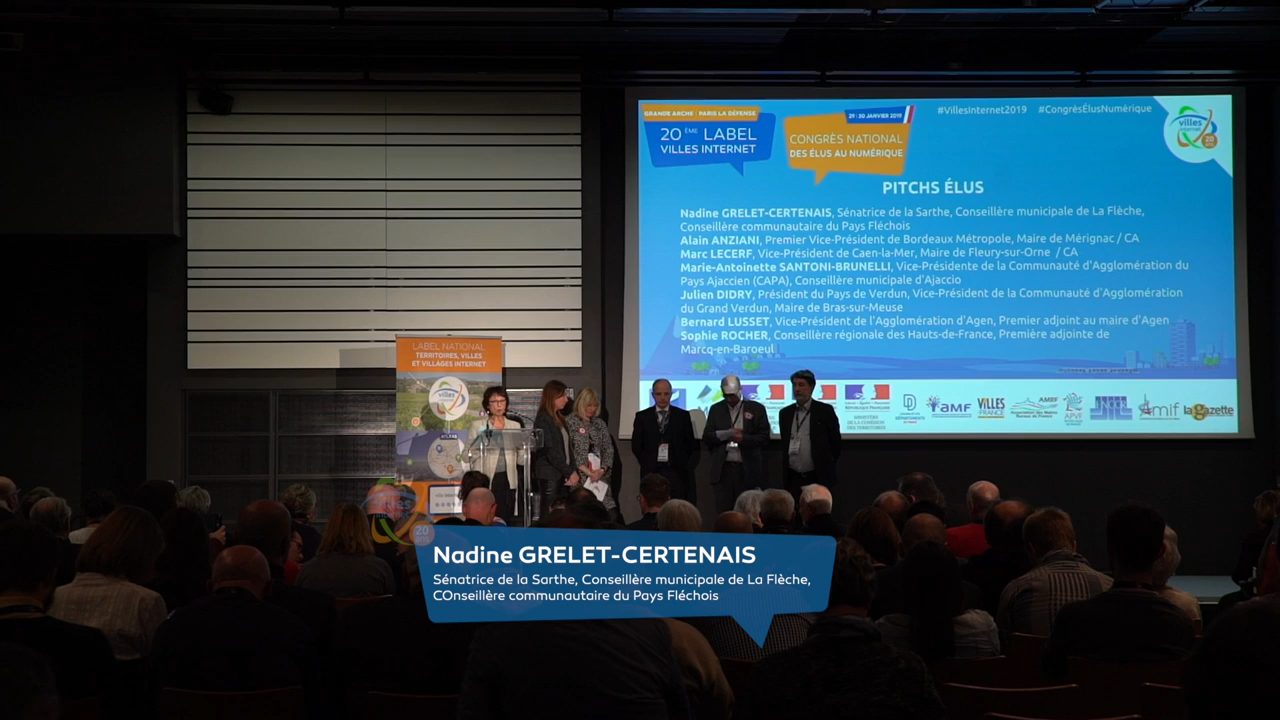 GRANDE ARCHE | PARIS LA DÉFENSE
20 ÈME LABEL
VILLES INTERNET
29 | 30 JANVIER 2019
CONGRÈS NATIONAL
DES ÉLUS AU NUMÉRIQUE
#VillesInternet2019 #CongrèsÉlusNumérique
villes
internet
20
PITCHS ÉLUS
Nadine GRELET-CERTENAIS, Sénatrice de la Sarthe, Conseillère municipale de La Flèche,
Conseillère communautaire du Pays Fléchois
Alain ANZIANI, Premier Vice-Président de Bordeaux Métropole, Maire de Mérignac / CA
Marc LECERF, Vice-Président de Caen-la-Mer, Maire de Fleury-sur-Orne / CA
Marie-Antoinette SANTONI-BRUNELLI, Vice-Présidente de la Communauté d'Agglomération du
Pays Ajaccien (CAPA), Conseillère municipale d'Ajaccio
Julien DIDRY, Président du Pays de Verdun, Vice-Président de la Communauté d'Agglomération
du Grand Verdun, Maire de Bras-sur-Meuse
Bernard LUSSET, Vice-Président de l'Agglomération d'Agen, Premier adjoint au maire d'Agen
Sophie ROCHER, Conseillère régionale des Hauts-de-France, Première adjointe de
Marcq-en-Baroeul
AMF
VILLES
FRANCE
AMRF
APVF
Amif
la gazette
LABEL NATIONAL
TERRITOIRES, VILLES
ET VILLAGES INTERNET
villes
Nadine GRELET-CERTENAIS
Sénatrice de la Sarthe, Conseillère municipale de La Flèche,
COnseillère communautaire du Pays Fléchois